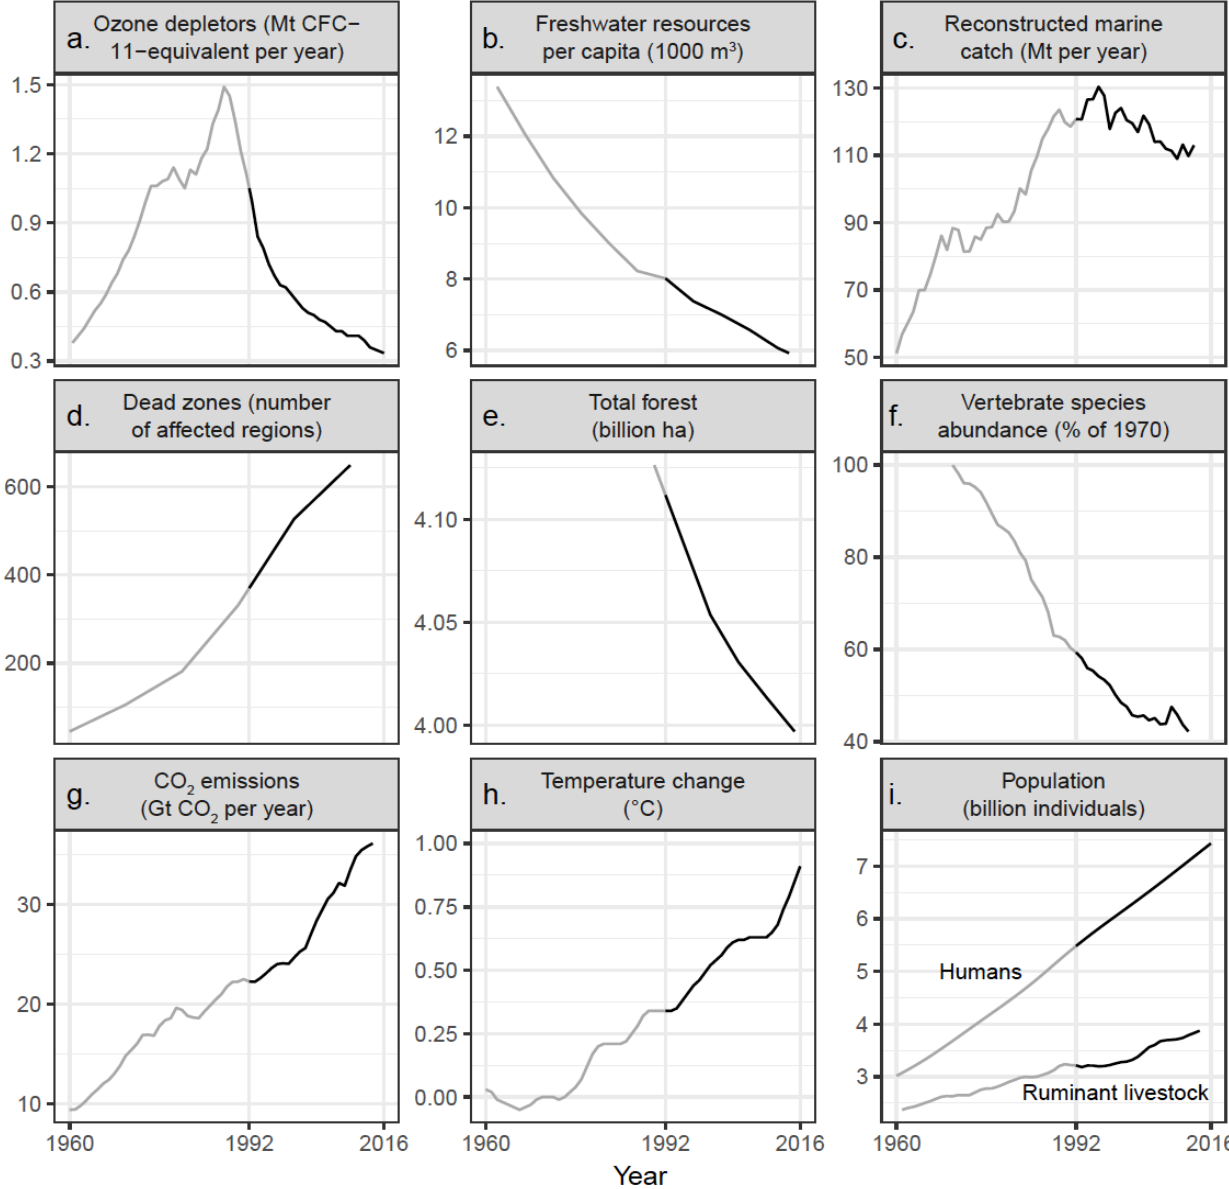 a.
Ozone depletors (Mt CFC−
11−equivalent per year)
b.
Freshwater resources
per capita (1000 m³)
c.
Reconstructed marine
catch (Mt per year)
1.5
1.2
0.9
0.6
0.3
12
10
8
6
130
110
90
70
50
d.
Dead zones (number
of affected regions)
e.
Total forest
(billion ha)
f.
Vertebrate species
abundance (% of 1970)
600
400
200
4.10
4.05
4.00
100
80
60
40
g.
CO₂ emissions
(Gt CO₂ per year)
h.
Temperature change
(°C)
i.
Population
(billion individuals)
30
20
10
1.00
0.75
0.50
0.25
0.00
7
6
5
4
3
Humans
Ruminant livestock
1960 1992 2016
1960 1992 2016
1960 1992 2016
Year